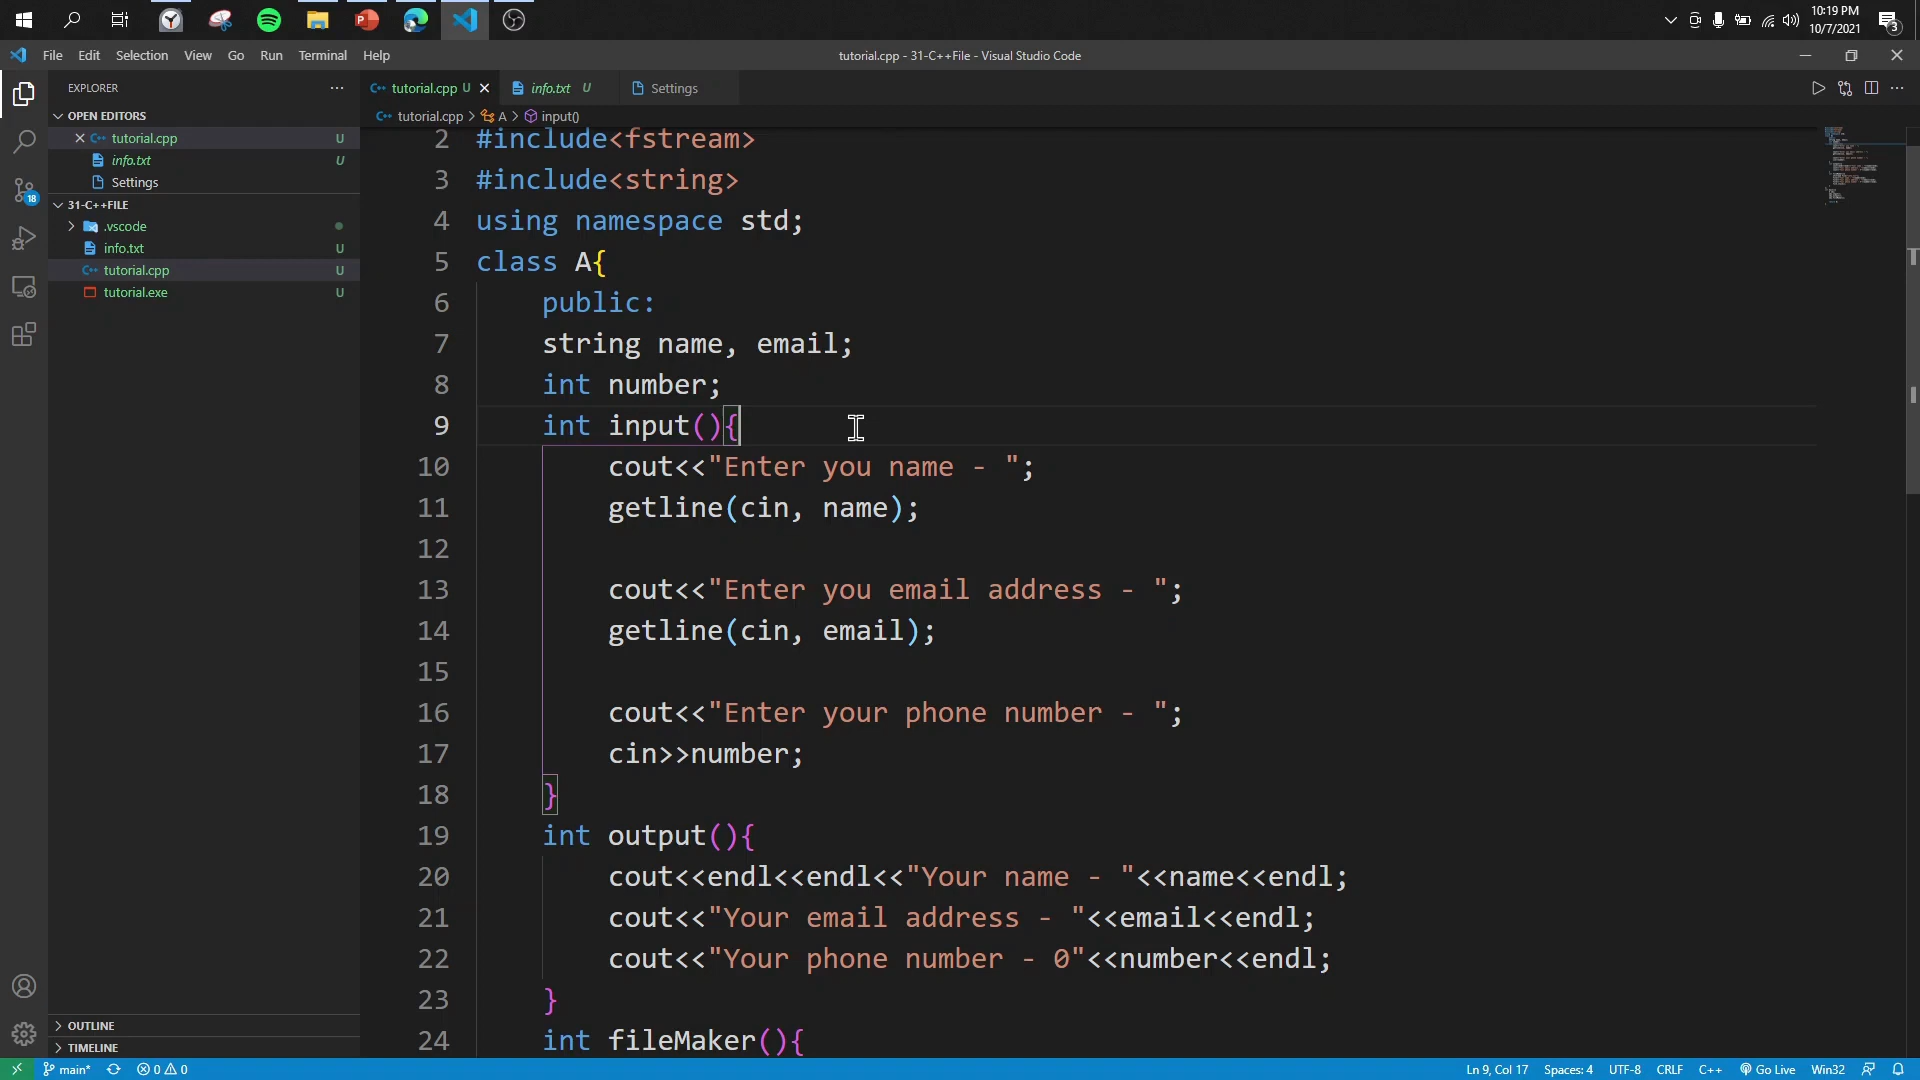 10:19 PM
10/7/2021
3
File Edit Selection View Go Run Terminal Help
tutorial.cpp - 31-C++File - Visual Studio Code
EXPLORER
tutorial.cpp U
info.txt U
Settings
OPEN EDITORS
tutorial.cpp > A > input()
tutorial.cpp U
info.txt U
Settings
31-C++FILE
.vscode
info.txt U
tutorial.cpp U
tutorial.exe U
18
2 #include<fstream>
3 #include<string>
4 using namespace std;
5 class A{
6 public:
7 string name, email;
8 int number;
9 int input(){
10 cout<<"Enter you name - ";
11 getline(cin, name);
12
13 cout<<"Enter you email address - ";
14 getline(cin, email);
15
16 cout<<"Enter your phone number - ";
17 cin>>number;
18 }
19 int output(){
20 cout<<endl<<endl<<"Your name - "<<name<<endl;
21 cout<<"Your email address - "<<email<<endl;
22 cout<<"Your phone number - 0"<<number<<endl;
23 }
24 int fileMaker(){
OUTLINE
TIMELINE
main* 0 0 Ln 9, Col 17 Spaces: 4 UTF-8 CRLF C++ Go Live Win32